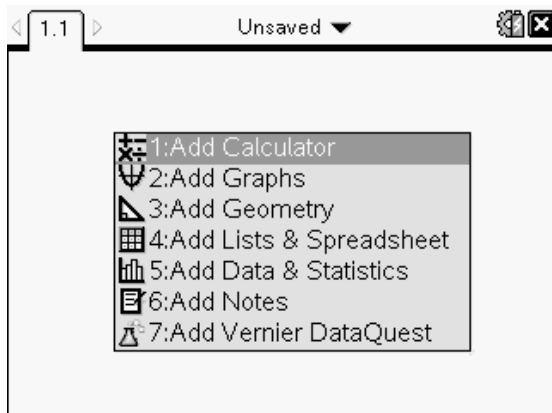 1.1 Unsaved
1:Add Calculator
2:Add Graphs
3:Add Geometry
4:Add Lists & Spreadsheet
5:Add Data & Statistics
6:Add Notes
7:Add Vernier DataQuest